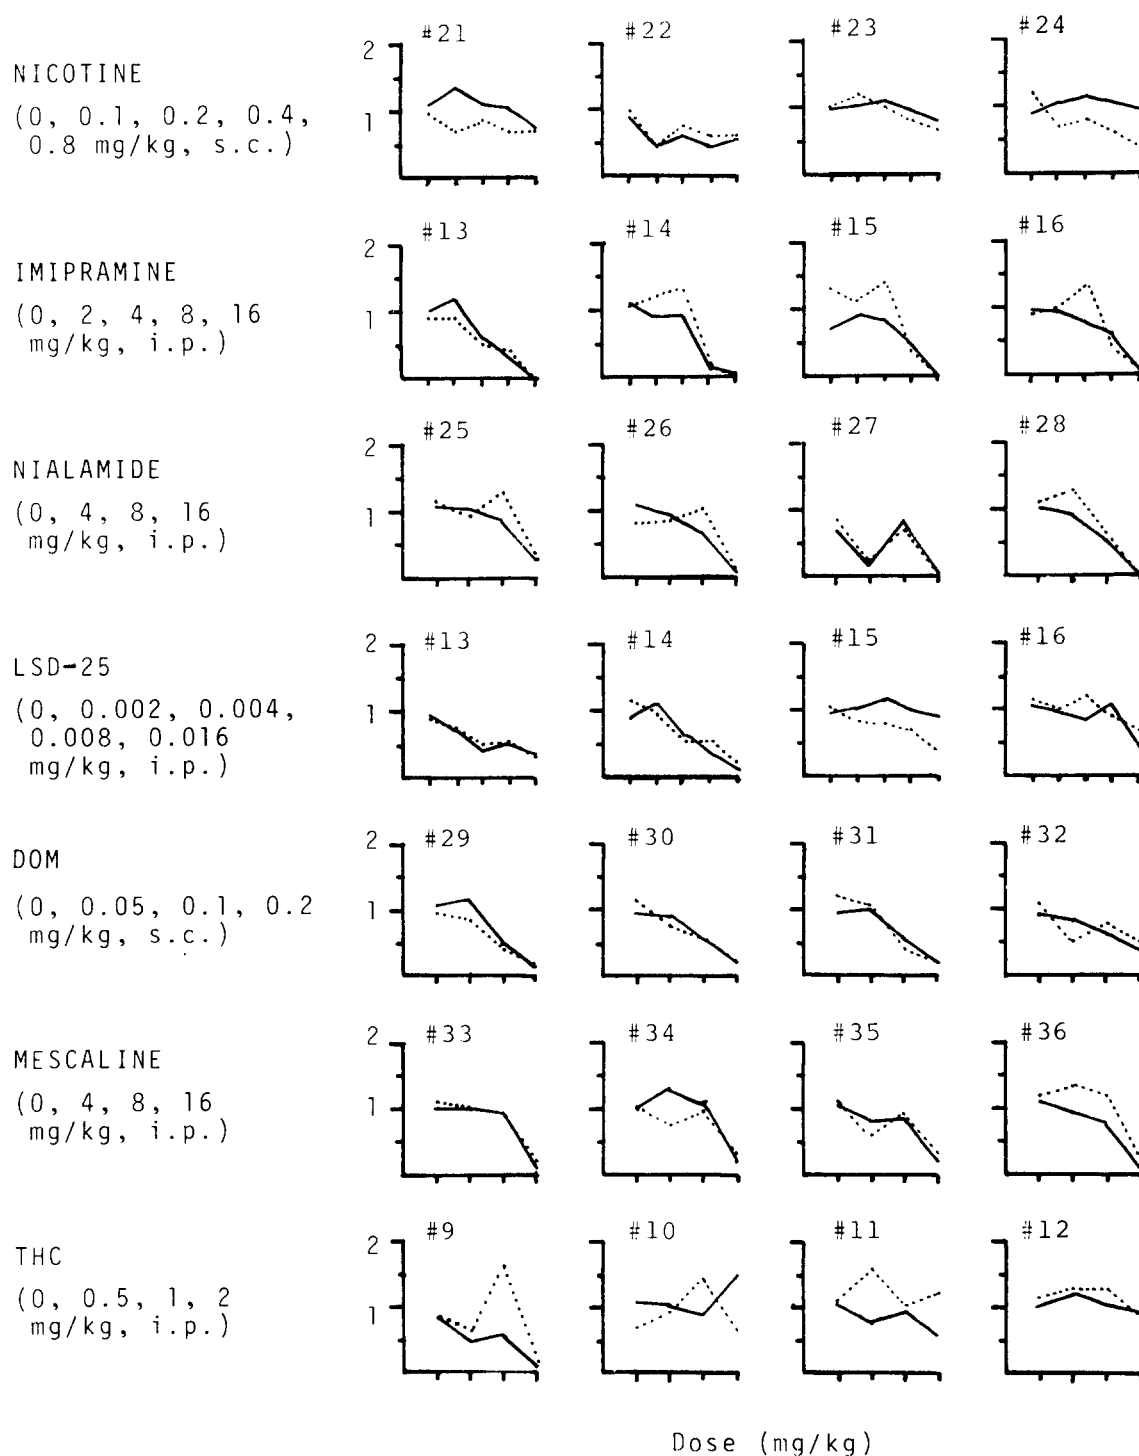 #21 #22 #23 #24
2
NICOTINE
(0, 0.1, 0.2, 0.4,
1
0.8 mg/kg, s.c.)
#13 #14 #15 #16
2
IMIPRAMINE
(0, 2, 4, 8, 16
1
mg/kg, i.p.)
#25 #26 #27 #28
2
NIALAMIDE
(0, 4, 8, 16
1
mg/kg, i.p.)
#13 #14 #15 #16
2
LSD-25
(0, 0.002, 0.004,
1
0.008, 0.016
mg/kg, i.p.)
#29 #30 #31 #32
2
DOM
(0, 0.05, 0.1, 0.2
1
mg/kg, s.c.)
#33 #34 #35 #36
2
MESCALINE
(0, 4, 8, 16
1
mg/kg, i.p.)
#9 #10 #11 #12
2
THC
(0, 0.5, 1, 2
1
mg/kg, i.p.)
Dose (mg/kg)